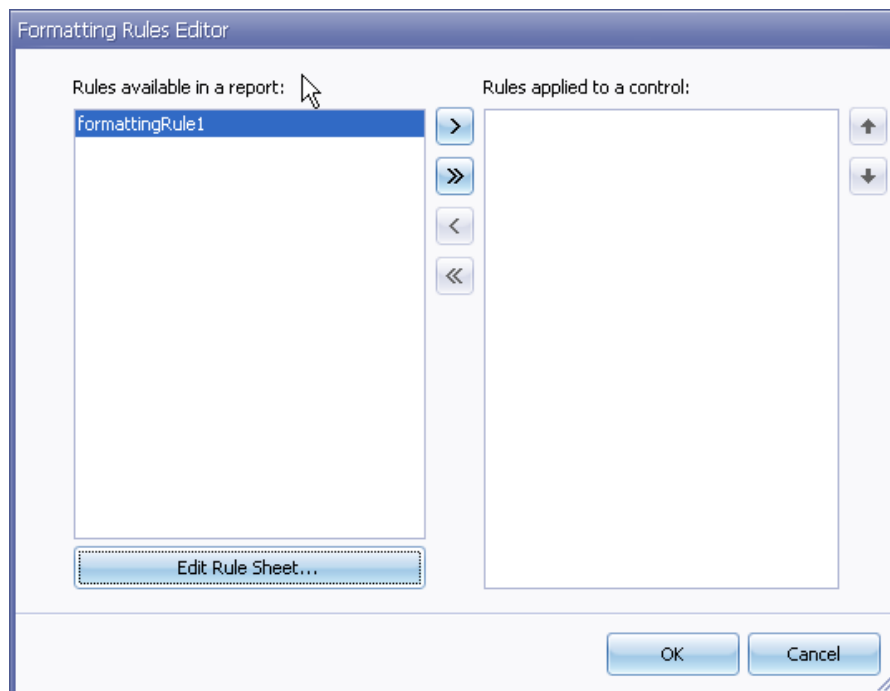 Formatting Rules Editor
Rules available in a report:
Rules applied to a control:
formattingRule1
Edit Rule Sheet...
OK
Cancel